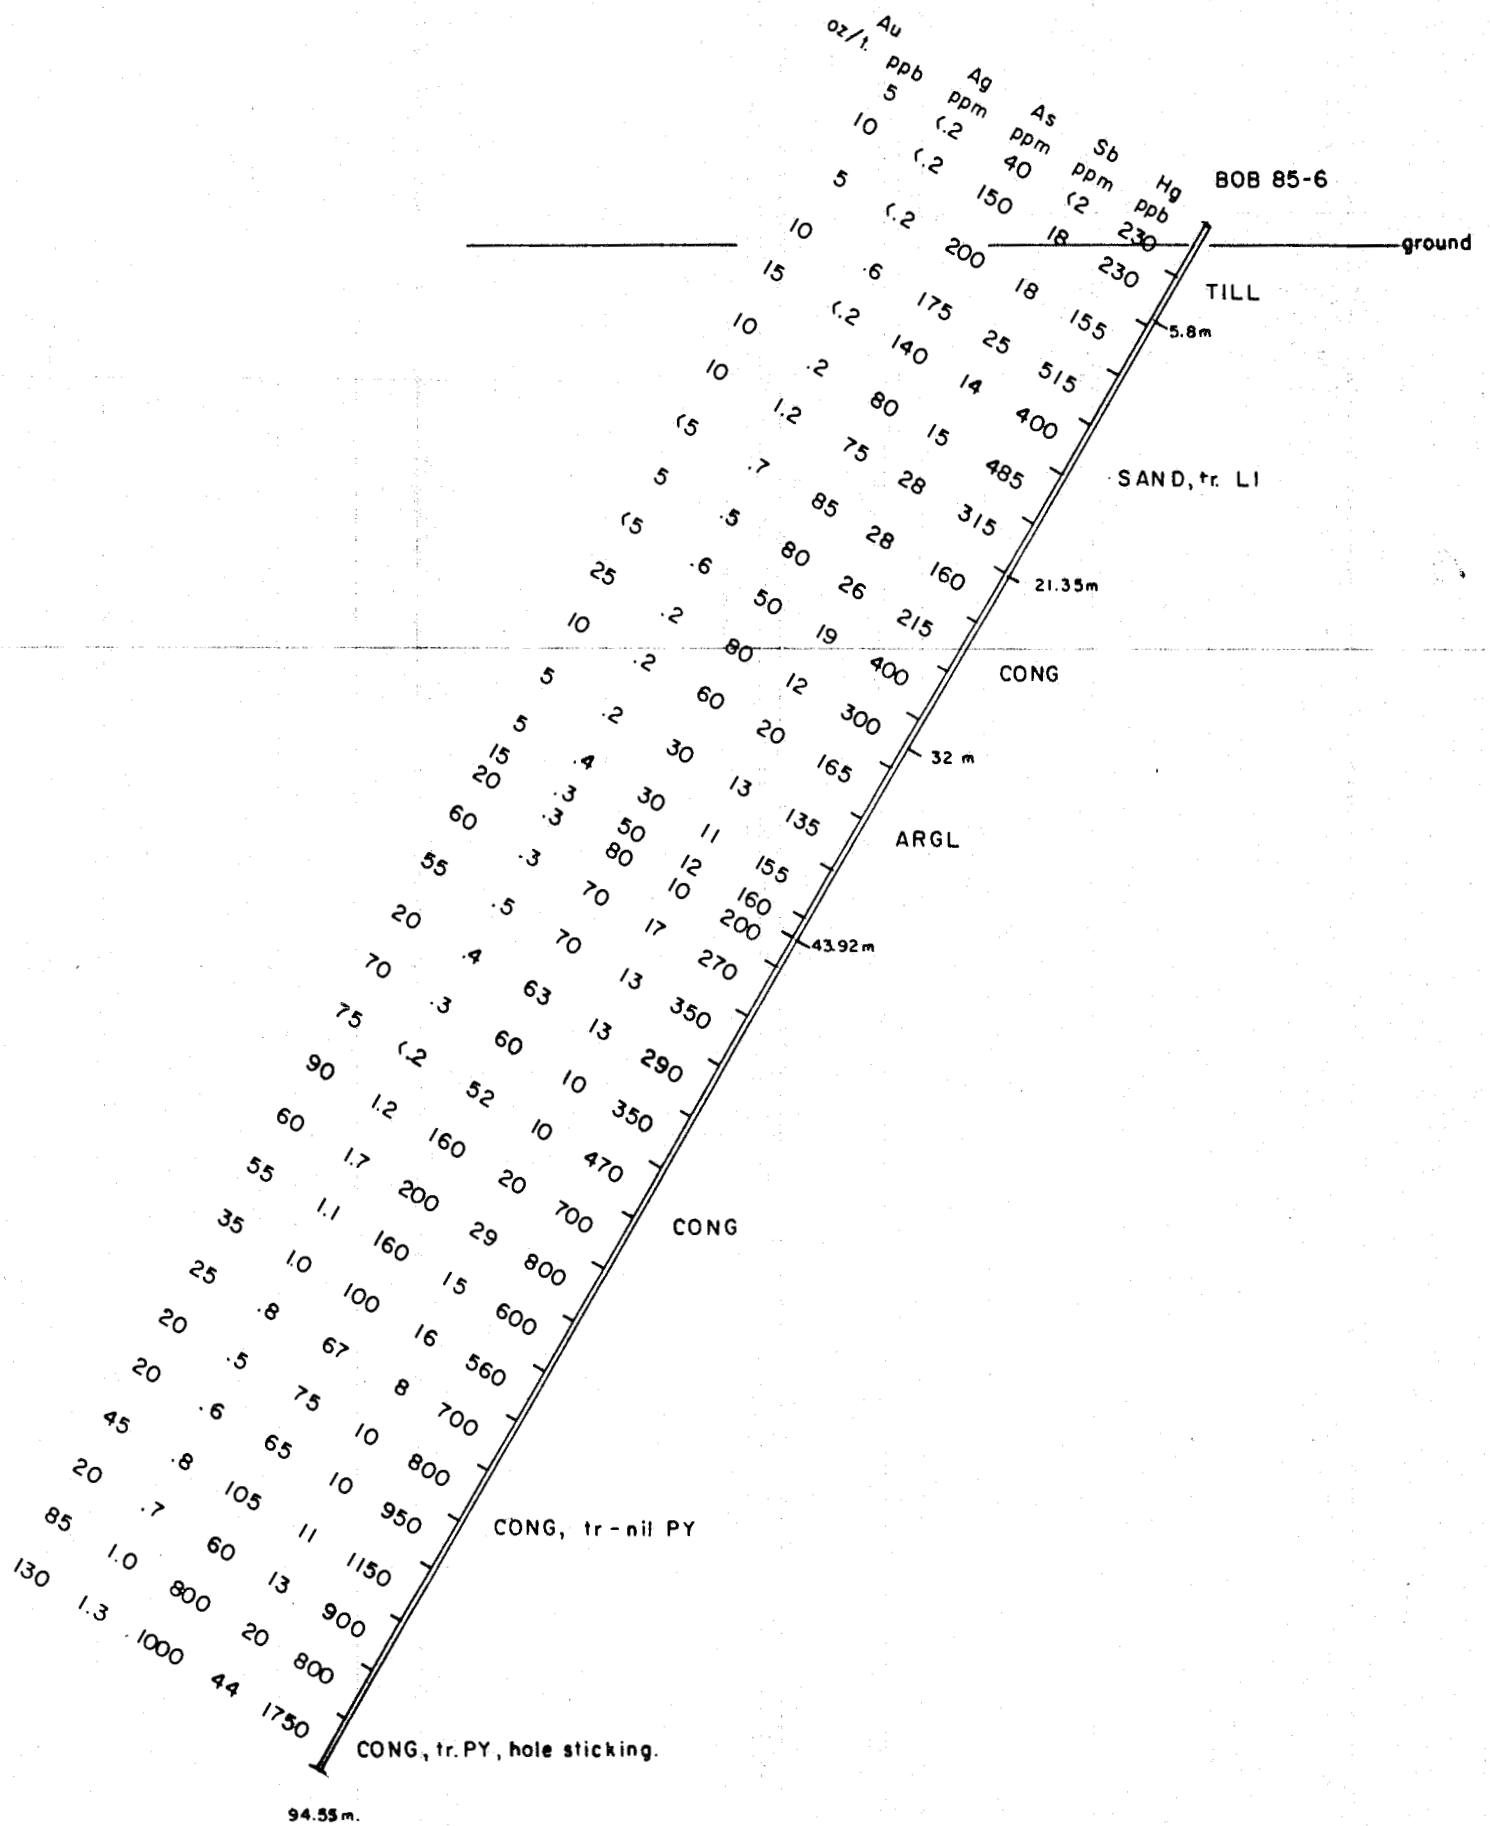 BOB 85-6
ground
Au Ag As Sb Hg
oz/t. ppb ppm ppm ppm ppb
5 <.2 40 <2 230
10 <.2 150 18 230
5 <.2 200 18 155
10 .6 175 25 515
15 <.2 140 14 400
10 .2 80 15 485
10 1.2 75 28 315
<5 .7 85 28 160
5 .5 80 26 215
<5 .6 50 19 400
25 .2 80 12 300
10 .2 60 20 165
5 .2 30 13 135
5 .4 30 11 155
15 .3 50 12 160
20 .3 80 10 200
60 .3 70 17 270
55 .5 70 13 350
20 .4 63 13 290
70 .3 60 10 350
75 <.2 52 10 470
90 1.2 160 20 700
60 1.7 200 29 800
55 1.1 160 15 600
35 1.0 100 16 560
25 .8 67 8 700
20 .5 75 10 800
20 .6 65 10 950
45 .8 105 11 1150
20 .7 60 13 900
85 1.0 800 20 800
130 1.3 1000 44 1750
TILL
5.8m
SAND, tr. LI
21.35m
CONG
32 m
ARGL
43.92m
CONG
CONG, tr-nil PY
CONG, tr. PY, hole sticking.
94.55m.